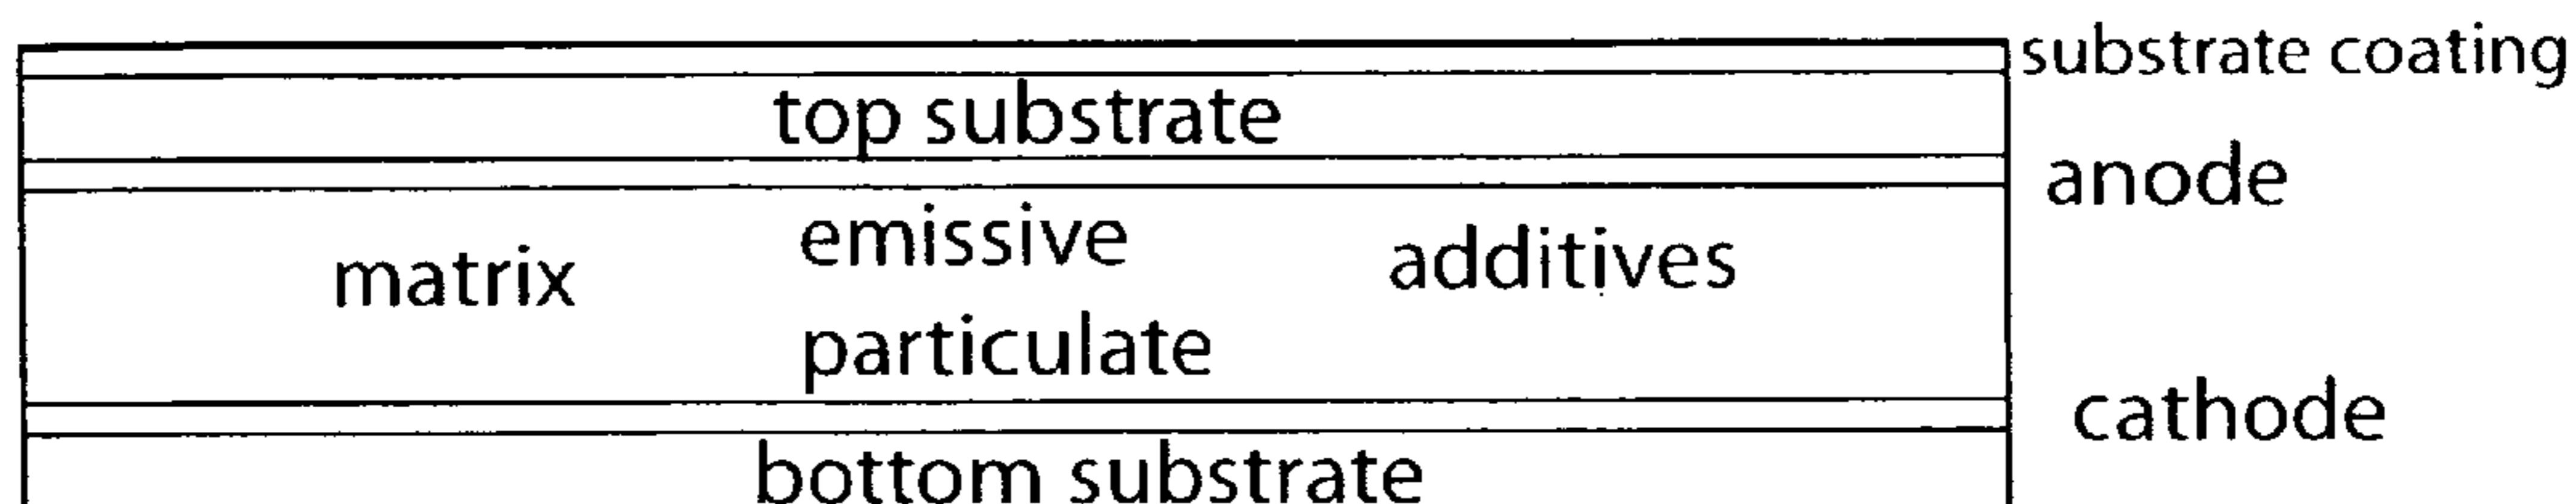 substrate coating
top substrate
anode
emissive
matrix
additives
particulate
cathode
bottom substrate